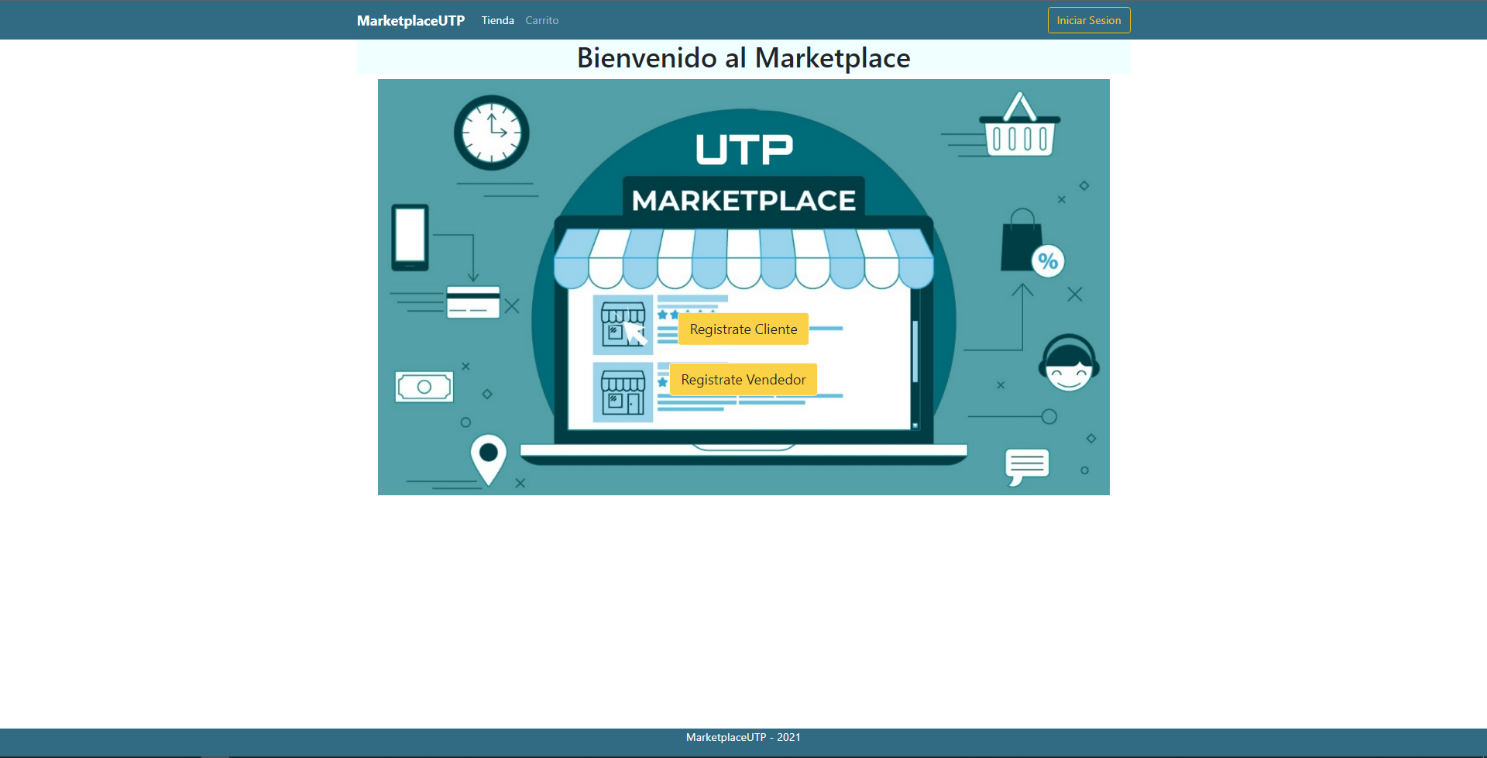 MarketplaceUTP Tienda Carrito Iniciar Sesion
Bienvenido al Marketplace
UTP
MARKETPLACE
%
Registrate Cliente
Registrate Vendedor
MarketplaceUTP - 2021